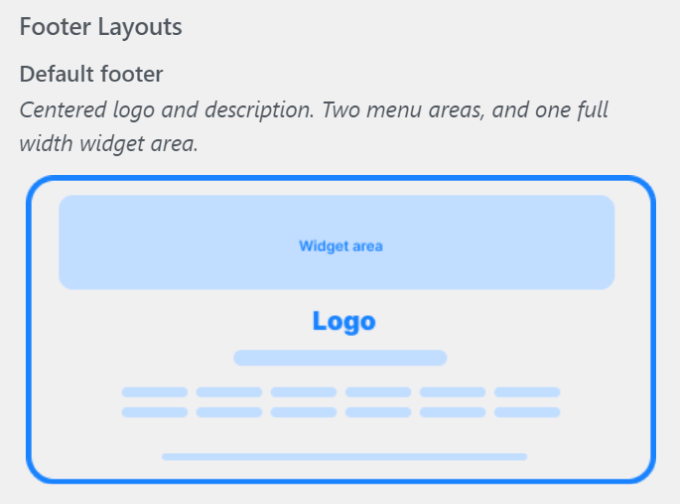 Footer Layouts
Default footer
Centered logo and description. Two menu areas, and one full
width widget area.
Widget area
Logo